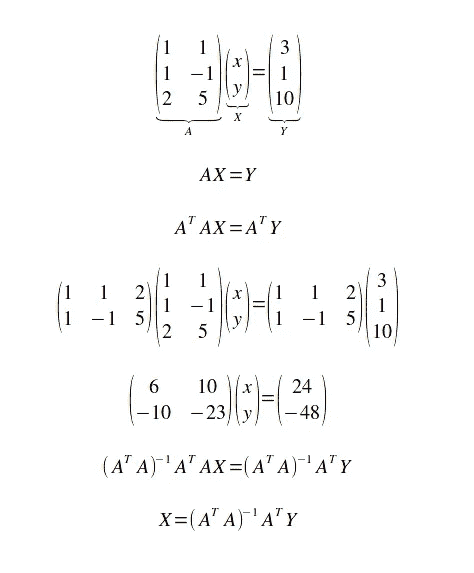 (1 1; 1 −1; 2 5) (x; y) = (3; 1; 10)
A X Y
AX=Y
A^T AX=A^T Y
(1 1 2; 1 −1 5) (1 1; 1 −1; 2 5) (x; y) = (1 1 2; 1 −1 5) (3; 1; 10)
(6 10; −10 −23) (x; y) = (24; −48)
(A^T A)^−1 A^T AX=(A^T A)^−1 A^T Y
X=(A^T A)^−1 A^T Y